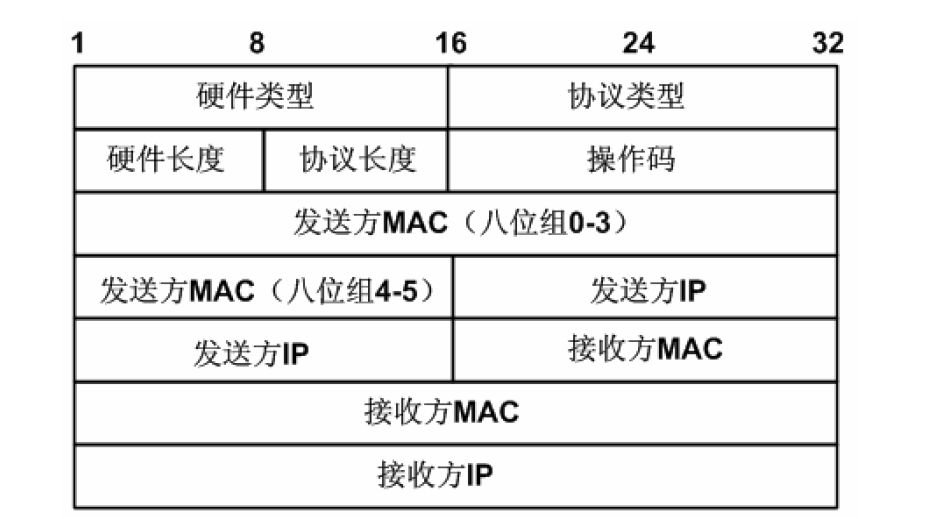 1 8 16 24 32
硬件类型 协议类型
硬件长度 协议长度 操作码
发送方MAC（八位组0-3）
发送方MAC（八位组4-5） 发送方IP
发送方IP 接收方MAC
接收方MAC
接收方IP